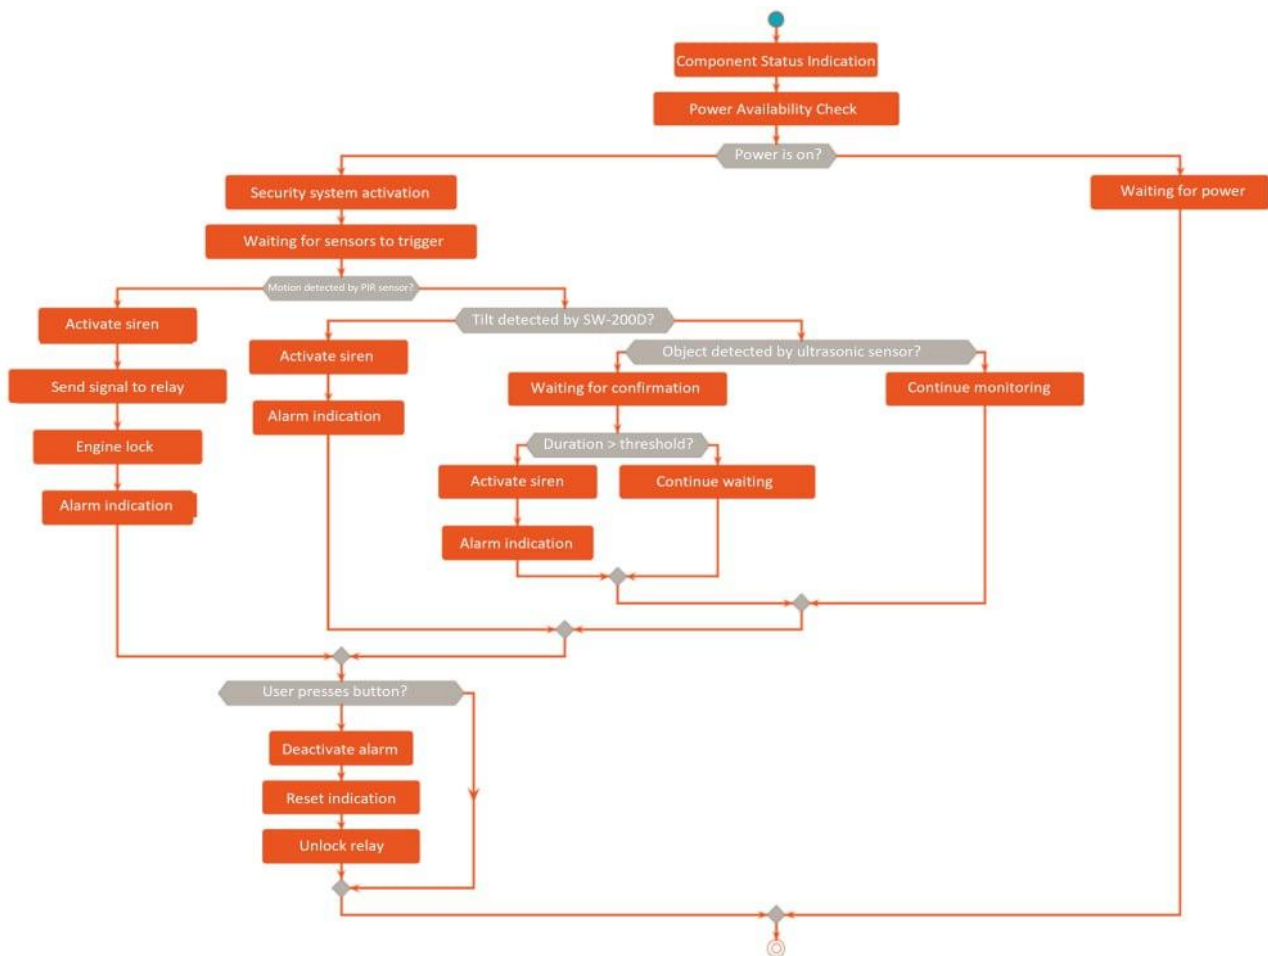 Component Status Indication
Power Availability Check
Power is on?
Security system activation
Waiting for power
Waiting for sensors to trigger
Motion detected by PIR sensor?
Activate siren
Tilt detected by SW-200D?
Activate siren
Object detected by ultrasonic sensor?
Send signal to relay
Waiting for confirmation
Continue monitoring
Alarm indication
Engine lock
Duration > threshold?
Activate siren
Continue waiting
Alarm indication
Alarm indication
User presses button?
Deactivate alarm
Reset indication
Unlock relay